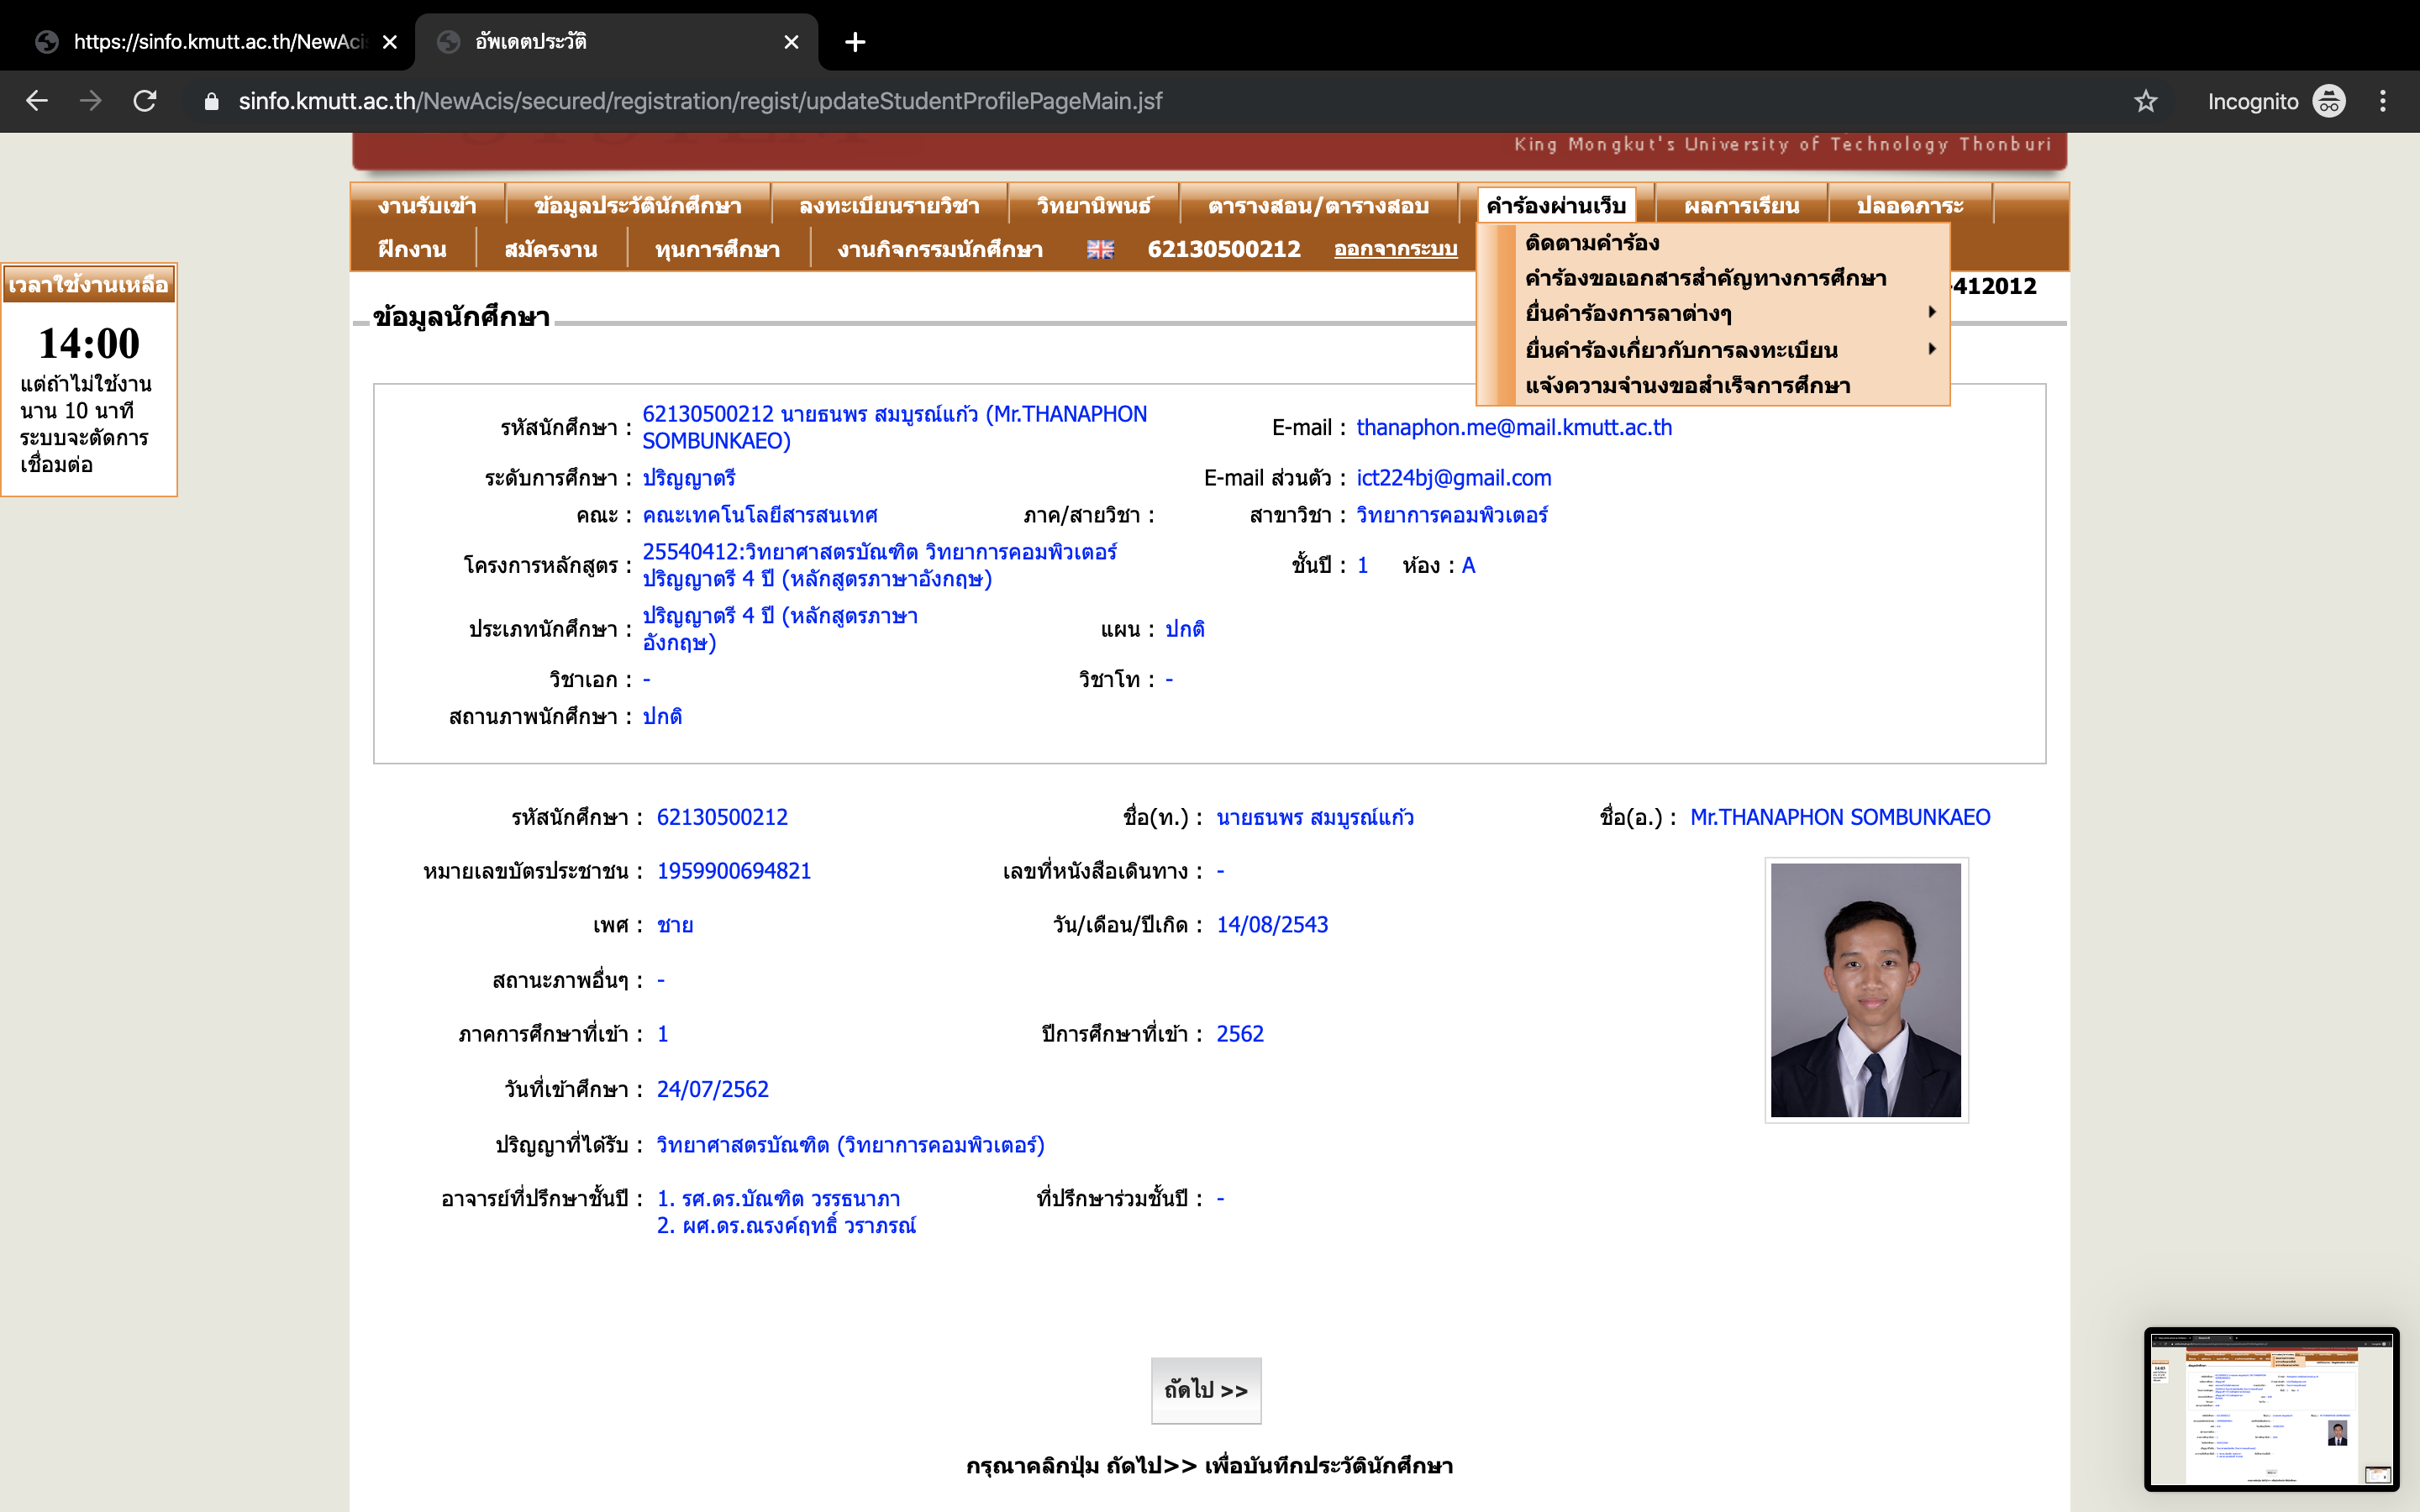 https://sinfo.kmutt.ac.th/NewAcis
อัพเดตประวัติ
sinfo.kmutt.ac.th/NewAcis/secured/registration/regist/updateStudentProfilePageMain.jsf
Incognito
King Mongkut's University of Technology Thonburi
งานรับเข้า ข้อมูลประวัตินักศึกษา ลงทะเบียนรายวิชา วิทยานิพนธ์ ตารางสอน/ตารางสอบ คำร้องผ่านเว็บ ผลการเรียน ปลอดภาระ
ฝึกงาน สมัครงาน ทุนการศึกษา งานกิจกรรมนักศึกษา 62130500212 ออกจากระบบ
ติดตามคำร้อง
คำร้องขอเอกสารสำคัญทางการศึกษา
ยื่นคำร้องการลาต่างๆ
ยื่นคำร้องเกี่ยวกับการลงทะเบียน
แจ้งความจำนงขอสำเร็จการศึกษา
-412012
เวลาใช้งานเหลือ
14:00
แต่ถ้าไม่ใช้งาน
นาน 10 นาที
ระบบจะตัดการ
เชื่อมต่อ
ข้อมูลนักศึกษา
รหัสนักศึกษา : 62130500212 นายธนพร สมบูรณ์แก้ว (Mr.THANAPHON
SOMBUNKAEO)
E-mail : thanaphon.me@mail.kmutt.ac.th
ระดับการศึกษา : ปริญญาตรี E-mail ส่วนตัว : ict224bj@gmail.com
คณะ : คณะเทคโนโลยีสารสนเทศ ภาค/สายวิชา : สาขาวิชา : วิทยาการคอมพิวเตอร์
โครงการหลักสูตร : 25540412:วิทยาศาสตรบัณฑิต วิทยาการคอมพิวเตอร์
ปริญญาตรี 4 ปี (หลักสูตรภาษาอังกฤษ)
ชั้นปี : 1 ห้อง : A
ประเภทนักศึกษา : ปริญญาตรี 4 ปี (หลักสูตรภาษา
อังกฤษ)
แผน : ปกติ
วิชาเอก : - วิชาโท : -
สถานภาพนักศึกษา : ปกติ
รหัสนักศึกษา : 62130500212 ชื่อ(ท.) : นายธนพร สมบูรณ์แก้ว ชื่อ(อ.) : Mr.THANAPHON SOMBUNKAEO
หมายเลขบัตรประชาชน : 1959900694821 เลขที่หนังสือเดินทาง : -
เพศ : ชาย วัน/เดือน/ปีเกิด : 14/08/2543
สถานะภาพอื่นๆ : -
ภาคการศึกษาที่เข้า : 1 ปีการศึกษาที่เข้า : 2562
วันที่เข้าศึกษา : 24/07/2562
ปริญญาที่ได้รับ : วิทยาศาสตรบัณฑิต (วิทยาการคอมพิวเตอร์)
อาจารย์ที่ปรึกษาชั้นปี : 1. รศ.ดร.บัณฑิต วรรธนาภา ที่ปรึกษาร่วมชั้นปี : -
2. ผศ.ดร.ณรงค์ฤทธิ์ วราภรณ์
ถัดไป >>
กรุณาคลิกปุ่ม ถัดไป>> เพื่อบันทึกประวัตินักศึกษา